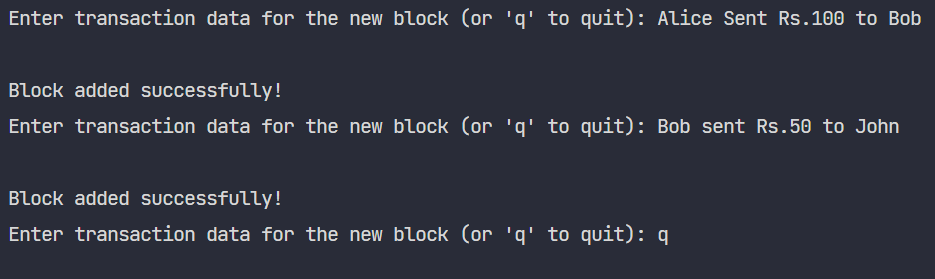 Enter transaction data for the new block (or 'q' to quit): Alice Sent Rs.100 to Bob
Block added successfully!
Enter transaction data for the new block (or 'q' to quit): Bob sent Rs.50 to John
Block added successfully!
Enter transaction data for the new block (or 'q' to quit): q